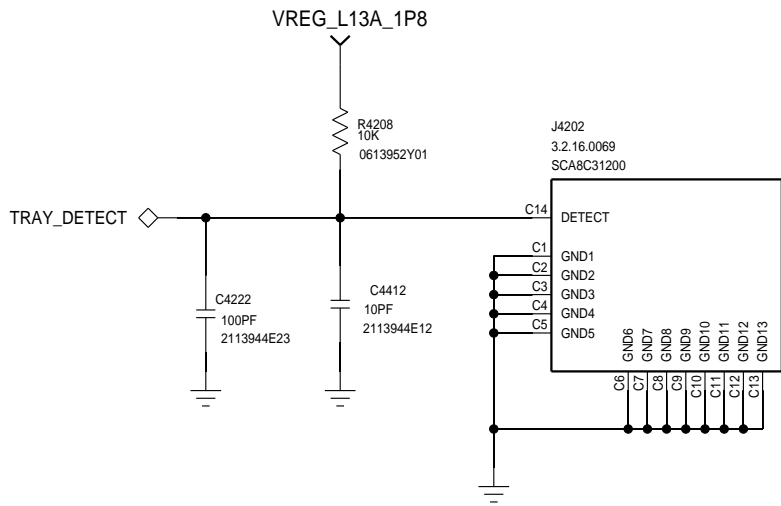 VREG_L13A_1P8
R4208
10K
0613952Y01
J4202
3.2.16.0069
SCA8C31200
TRAY_DETECT
C14
DETECT
C1
GND1
C2
GND2
C3
GND3
C4
GND4
C5
GND5
C4222
100PF
2113944E23
C4412
10PF
2113944E12
GND6
GND7
GND8
GND9
GND10
GND11
GND12
GND13
C6
C7
C8
C9
C10
C11
C12
C13